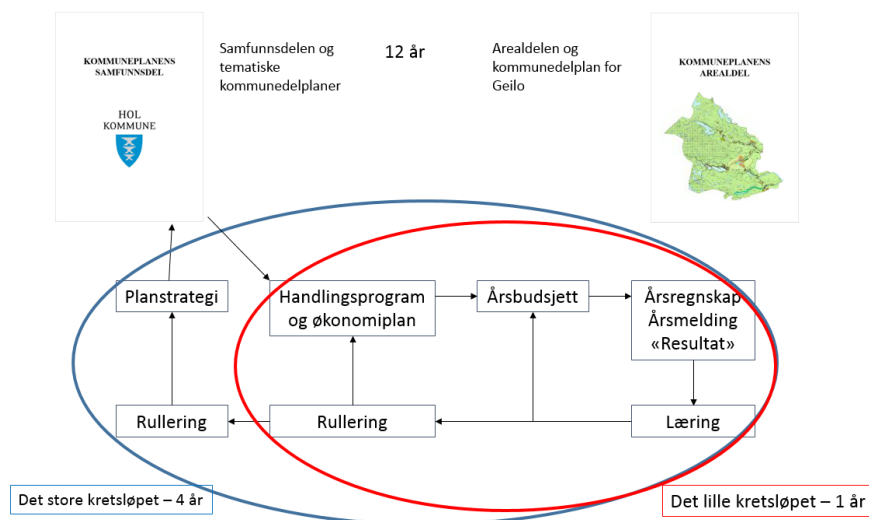 KOMMUNEPLANENS
SAMFUNNSDEL
HOL
KOMMUNE
Samfunnsdelen og
tematiske
kommunedelplaner
12 år
Arealdelen og
kommunedelplan for
Geilo
KOMMUNEPLANENS
AREALDEL
Planstrategi
Handlingsprogram
og økonomiplan
Årsbudsjett
Årsregnskap
Årsmelding
«Resultat»
Rullering
Rullering
Læring
Det store kretsløpet – 4 år
Det lille kretsløpet – 1 år